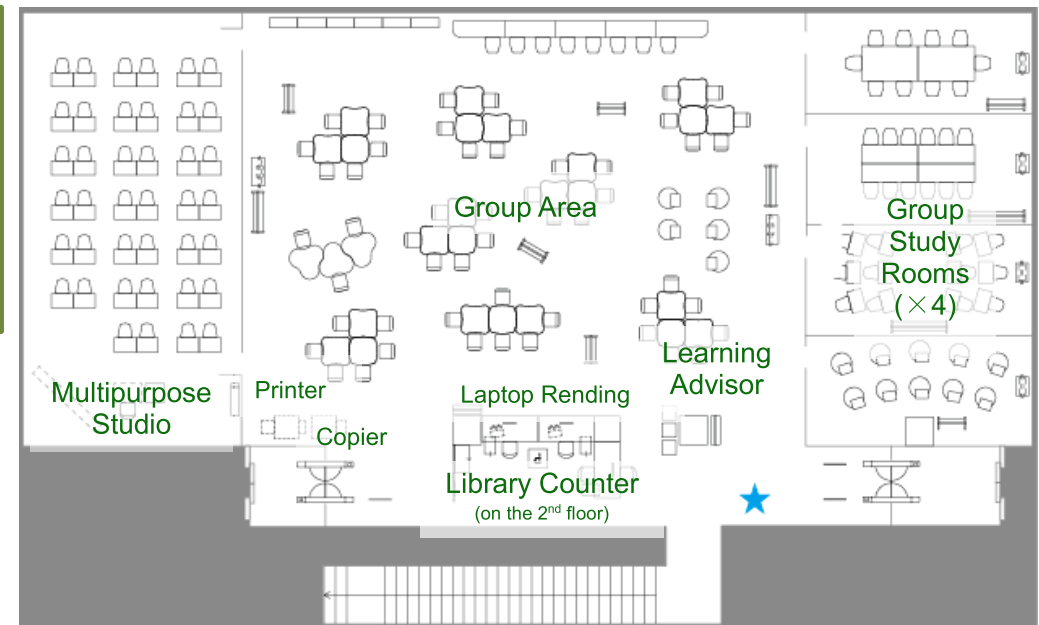 Group Area
Group
Study
Rooms
(×4)
Learning
Advisor
Multipurpose
Studio
Printer
Laptop Rending
Copier
Library Counter
(on the 2nd floor)